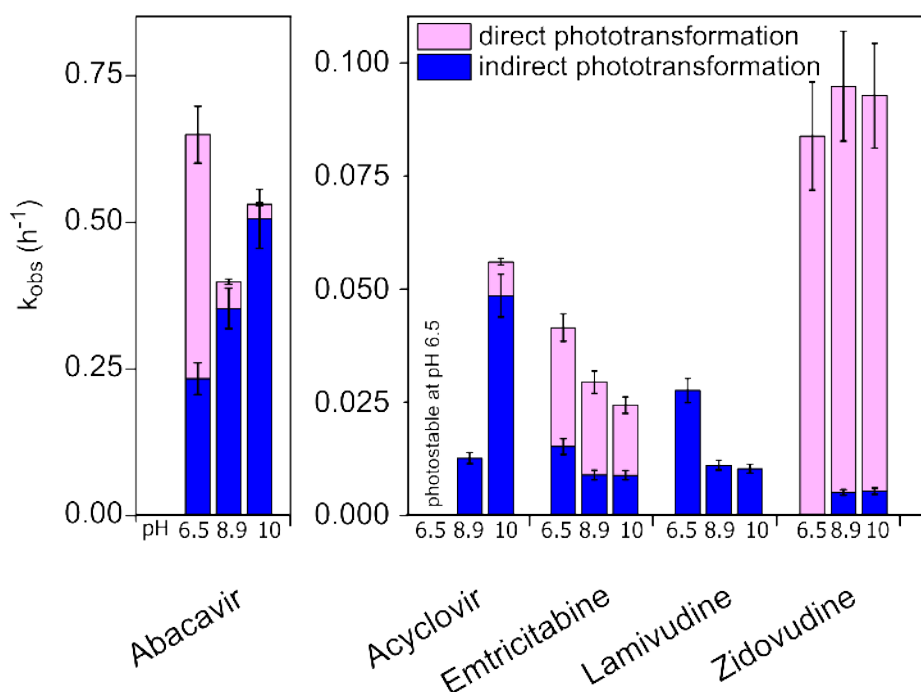 direct phototransformation
indirect phototransformation
kobs (h-1)
0.75
0.50
0.25
0.00
0.100
0.075
0.050
0.025
0.000
photostable at pH 6.5
pH 6.5 8.9 10
6.5 8.9 10
6.5 8.9 10
6.5 8.9 10
6.5 8.9 10
Abacavir
Acyclovir
Emtricitabine
Lamivudine
Zidovudine